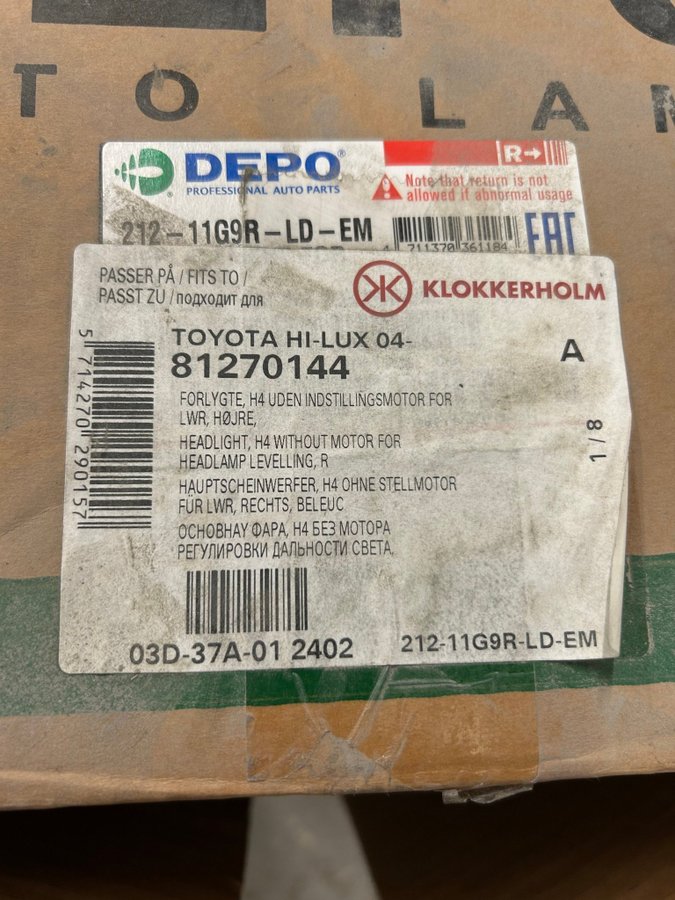 TO LAM
DEPO®
PROFESSIONAL AUTO PARTS
R→
Note that return is not
allowed if abnormal usage
212-11G9R-LD-EM
4 711370 361184
EAC
PASSER PÅ / FITS TO /
PASST ZU / подходит для
KLOKKERHOLM
TOYOTA HI-LUX 04-
81270144
A
FORLYGTE, H4 UDEN INDSTILLINGSMOTOR FOR
LWR, HØJRE,
HEADLIGHT, H4 WITHOUT MOTOR FOR
HEADLAMP LEVELLING, R
HAUPTSCHEINWERFER, H4 OHNE STELLMOTOR
FÜR LWR, RECHTS, BELEUC
ОСНОВНАУ ФАРА, H4 БЕЗ МОТОРА
РЕГУЛИРОВКИ ДАЛЬНОСТИ СВЕТА,
5 714270 290157
1 / 8
03D-37A-01 2402
212-11G9R-LD-EM